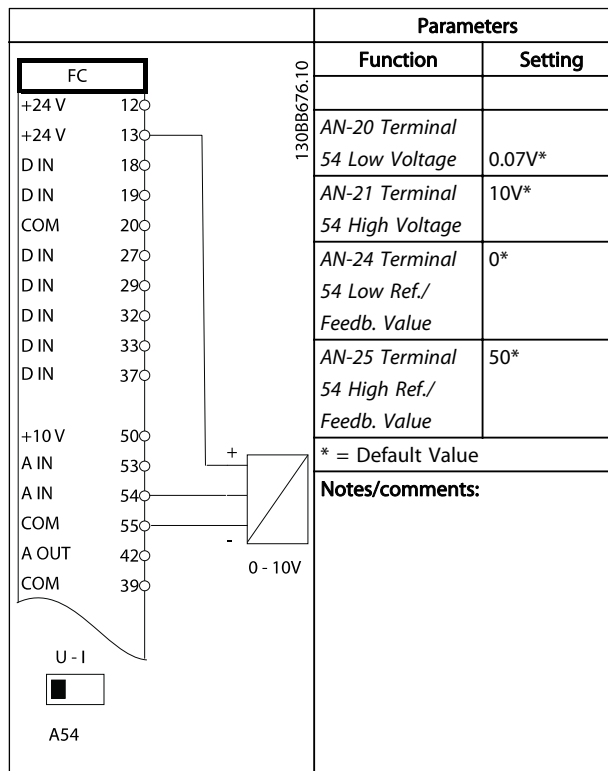 Parameters
Function Setting
FC
130BB676.10
+24 V 12
+24 V 13
D IN 18
D IN 19
COM 20
D IN 27
D IN 29
D IN 32
D IN 33
D IN 37
+10 V 50
A IN 53
A IN 54
COM 55
A OUT 42
COM 39
+
-
0 - 10V
U - I
A54
AN-20 Terminal
54 Low Voltage 0.07V*
AN-21 Terminal 10V*
54 High Voltage
AN-24 Terminal 0*
54 Low Ref./
Feedb. Value
AN-25 Terminal 50*
54 High Ref./
Feedb. Value
* = Default Value
Notes/comments: